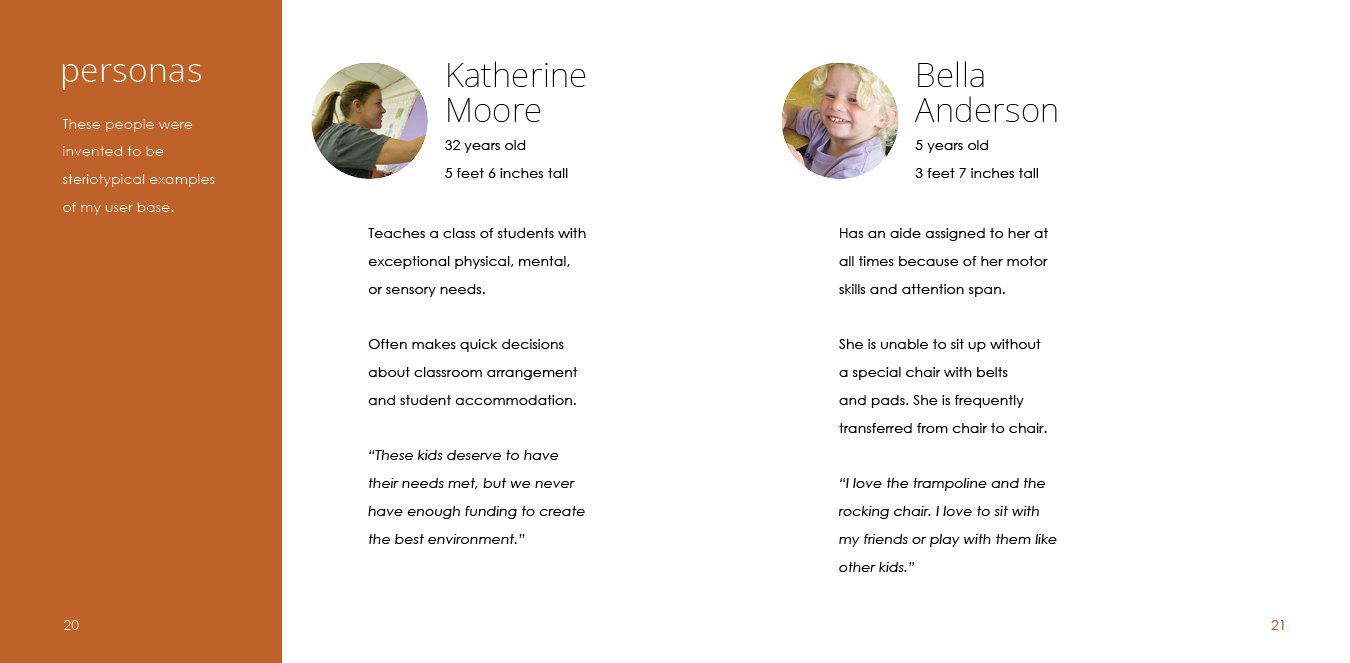 personas
These people were
invented to be
steriotypical examples
of my user base.
20
Katherine
Moore
32 years old
5 feet 6 inches tall
Teaches a class of students with
exceptional physical, mental,
or sensory needs.
Often makes quick decisions
about classroom arrangement
and student accommodation.
“These kids deserve to have
their needs met, but we never
have enough funding to create
the best environment.”
Bella
Anderson
5 years old
3 feet 7 inches tall
Has an aide assigned to her at
all times because of her motor
skills and attention span.
She is unable to sit up without
a special chair with belts
and pads. She is frequently
transferred from chair to chair.
“I love the trampoline and the
rocking chair. I love to sit with
my friends or play with them like
other kids.”
21